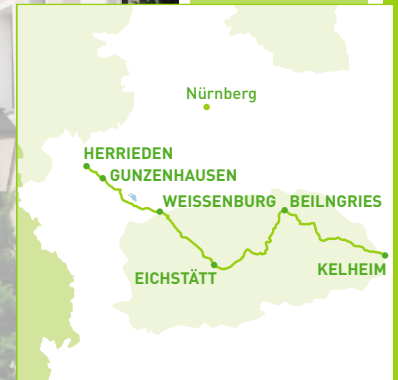 Nürnberg
HERRIEDEN
GUNZENHAUSEN
WEISSENBURG
BEILNGRIES
EICHSTÄTT
KELHEIM